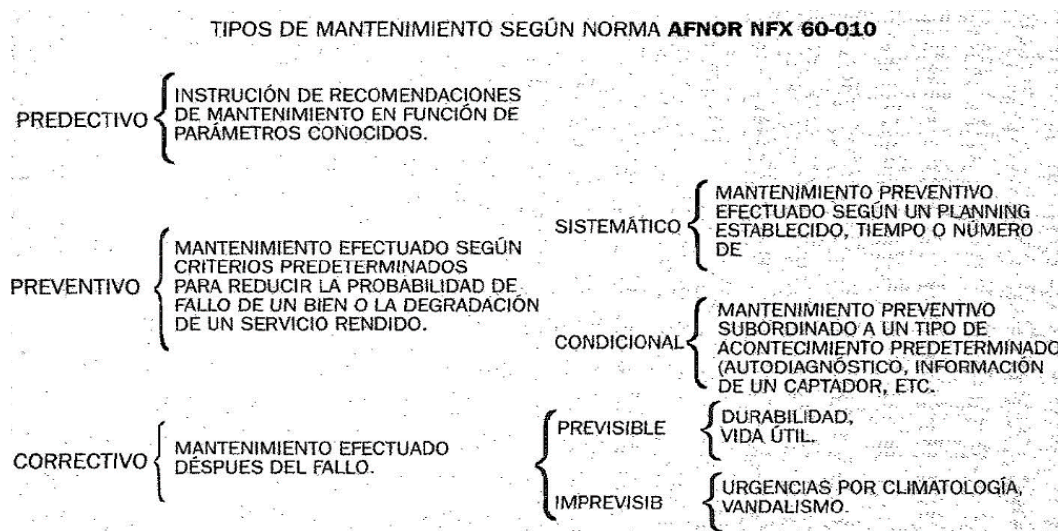 TIPOS DE MANTENIMIENTO SEGÚN NORMA AFNOR NFX 60-010
PREDECTIVO
INSTRUCIÓN DE RECOMENDACIONES
DE MANTENIMIENTO EN FUNCIÓN DE
PARÁMETROS CONOCIDOS.
PREVENTIVO
MANTENIMIENTO EFECTUADO SEGÚN
CRITERIOS PREDETERMINADOS
PARA REDUCIR LA PROBABILIDAD DE
FALLO DE UN BIEN O LA DEGRADACIÓN
DE UN SERVICIO RENDIDO.
SISTEMÁTICO
MANTENIMIENTO PREVENTIVO
EFECTUADO SEGÚN UN PLANNING
ESTABLECIDO, TIEMPO O NÚMERO
DE
CONDICIONAL
MANTENIMIENTO PREVENTIVO
SUBORDINADO A UN TIPO DE
ACONTECIMIENTO PREDETERMINADO
(AUTODIAGNÓSTICO, INFORMACIÓN
DE UN CAPTADOR, ETC.
CORRECTIVO
MANTENIMIENTO EFECTUADO
DÉSPUES DEL FALLO.
PREVISIBLE
DURABILIDAD,
VIDA ÚTIL.
IMPREVISIB
URGENCIAS POR CLIMATOLOGÍA,
VANDALISMO.